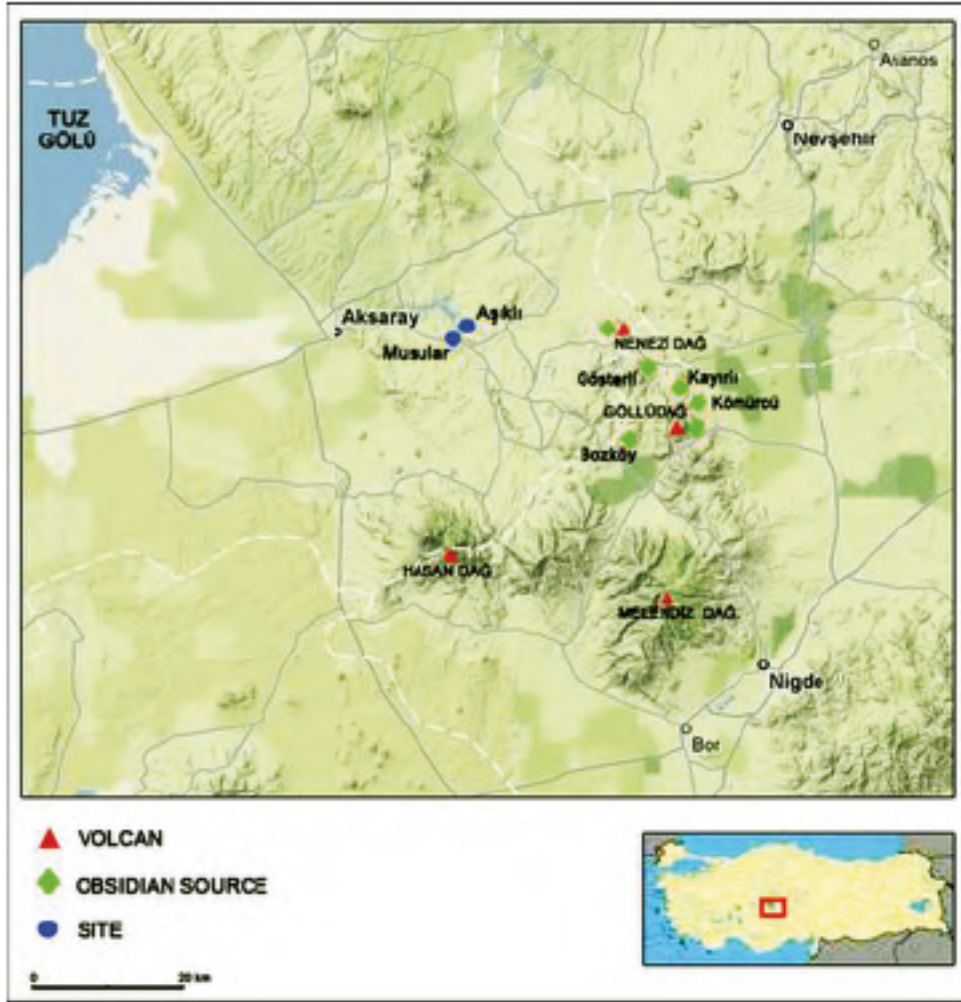 TUZ
GÖLÜ
Avanos
Nevşehir
Aşıklı
Aksaray
Musular
NENEZİ DAĞ
Gösterli
Kayırlı
Kömürcü
GÖLLÜDAĞ
Bozköy
HASAN DAĞ
MELENDİZ DAĞ.
Nigde
Bor
VOLCAN
OBSIDIAN SOURCE
SITE
0 20 km